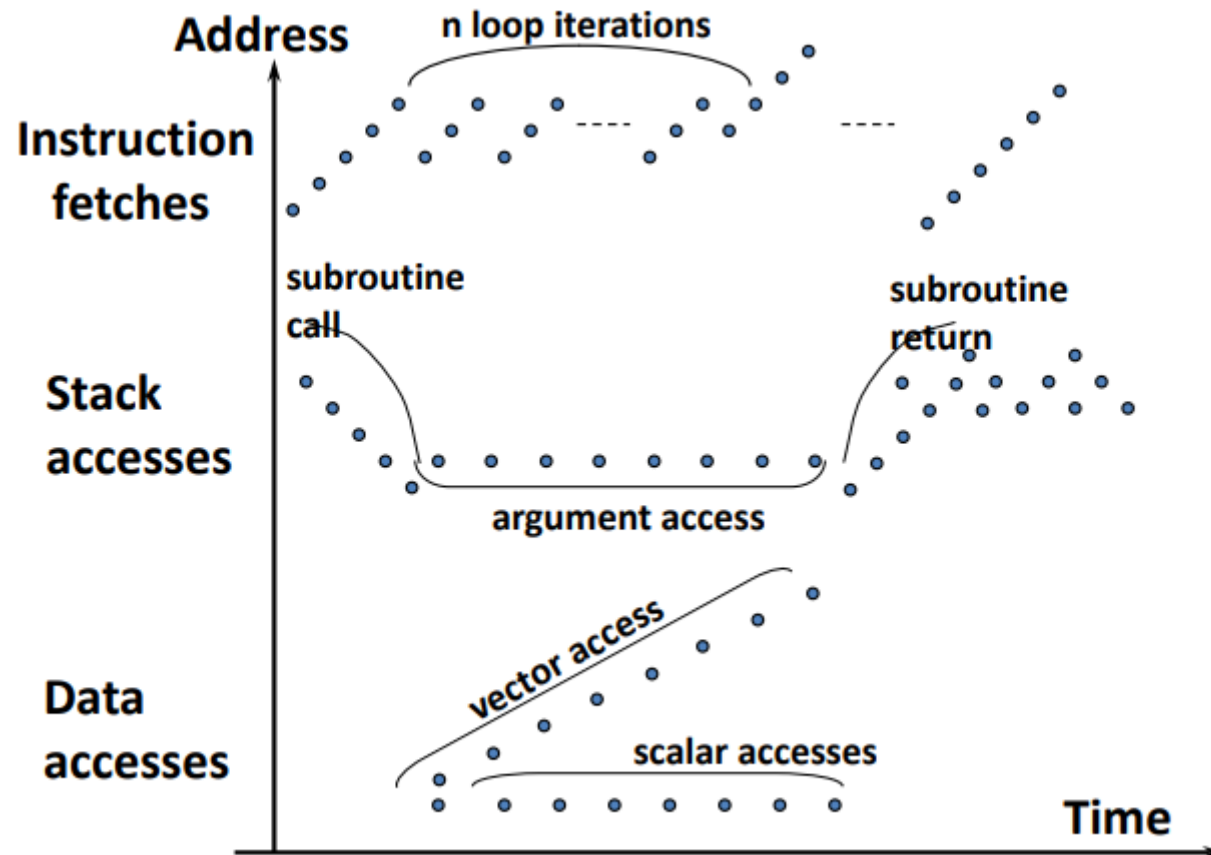 Address
n loop iterations
Instruction
fetches
subroutine
call
subroutine
return
Stack
accesses
argument access
vector access
Data
accesses
scalar accesses
Time